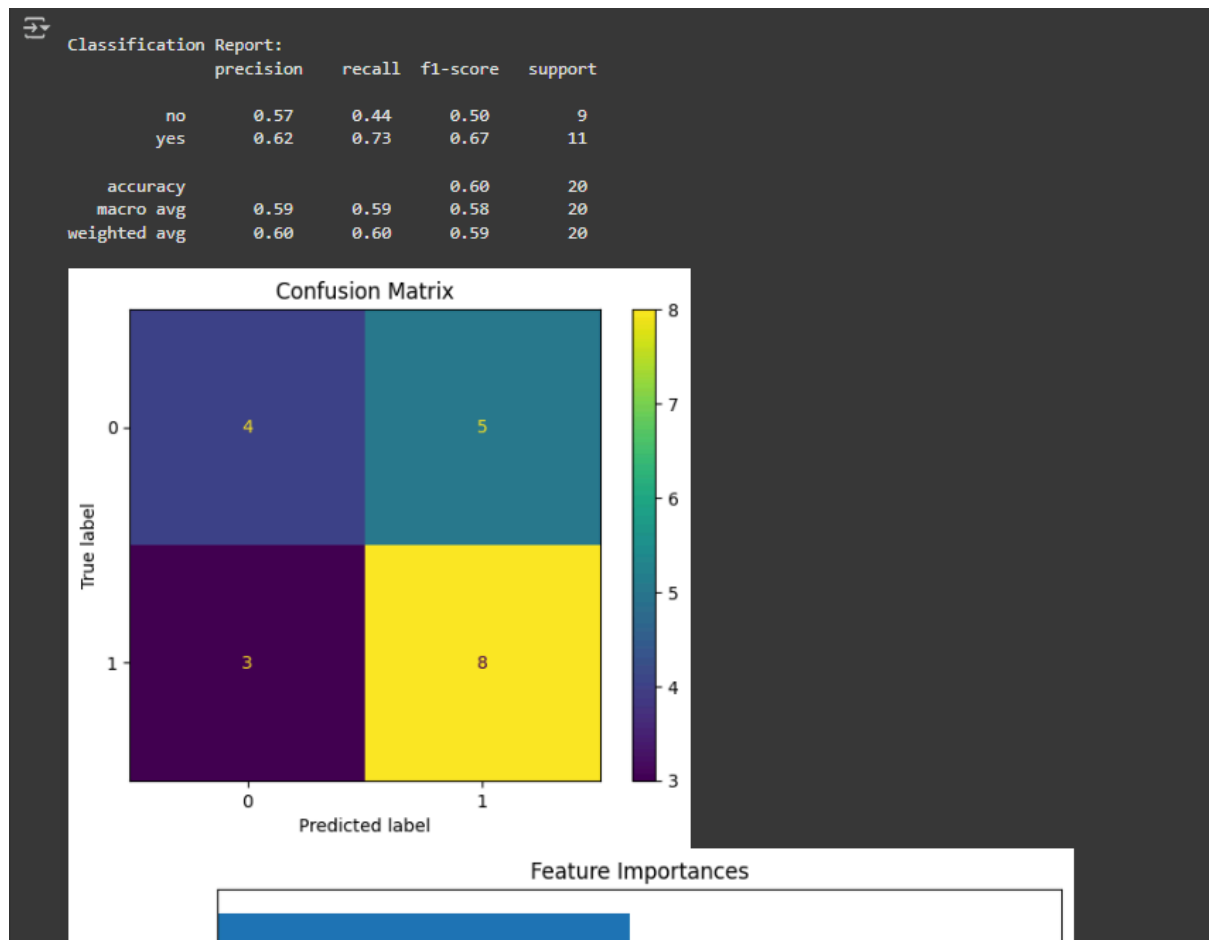 Classification Report:
precision recall f1-score support
no 0.57 0.44 0.50 9
yes 0.62 0.73 0.67 11
accuracy 0.60 20
macro avg 0.59 0.59 0.58 20
weighted avg 0.60 0.60 0.59 20
Confusion Matrix
8
7
0 4 5
6
True label
5
1 3 8
4
3
0 1
Predicted label
Feature Importances